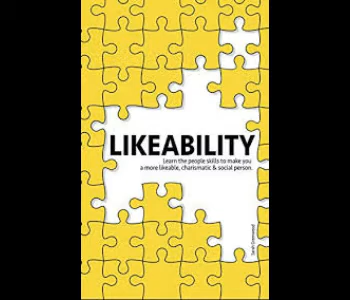 LIKEABILITY
Learn the people skills to make you
a more likeable, charismatic & social person.